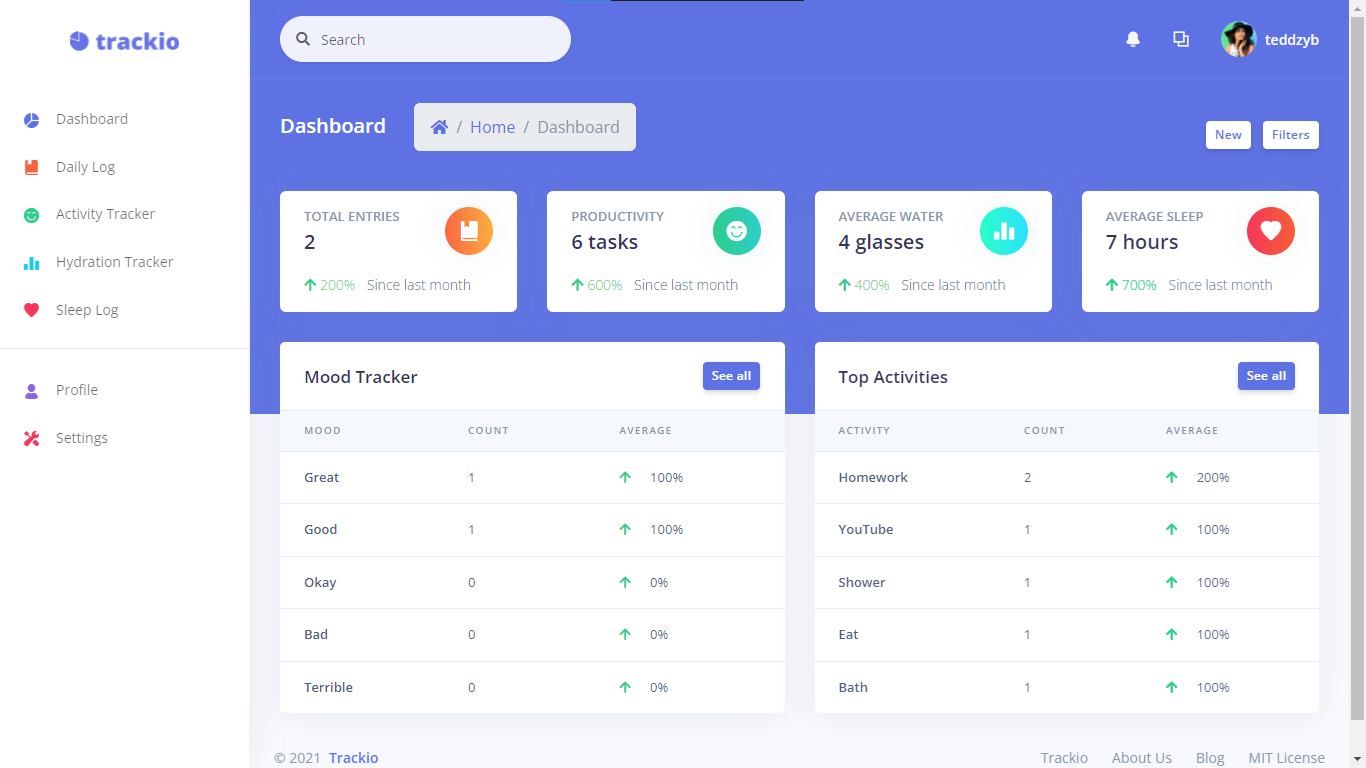 trackio
Dashboard
Daily Log
Activity Tracker
Hydration Tracker
Sleep Log
Profile
Settings
Search
teddzyb
Dashboard
/ Home / Dashboard
New
Filters
TOTAL ENTRIES
2
200% Since last month
PRODUCTIVITY
6 tasks
600% Since last month
AVERAGE WATER
4 glasses
400% Since last month
AVERAGE SLEEP
7 hours
700% Since last month
Mood Tracker
See all
MOOD COUNT AVERAGE
Great 1 100%
Good 1 100%
Okay 0 0%
Bad 0 0%
Terrible 0 0%
Top Activities
See all
ACTIVITY COUNT AVERAGE
Homework 2 200%
YouTube 1 100%
Shower 1 100%
Eat 1 100%
Bath 1 100%
© 2021 Trackio
Trackio About Us Blog MIT License